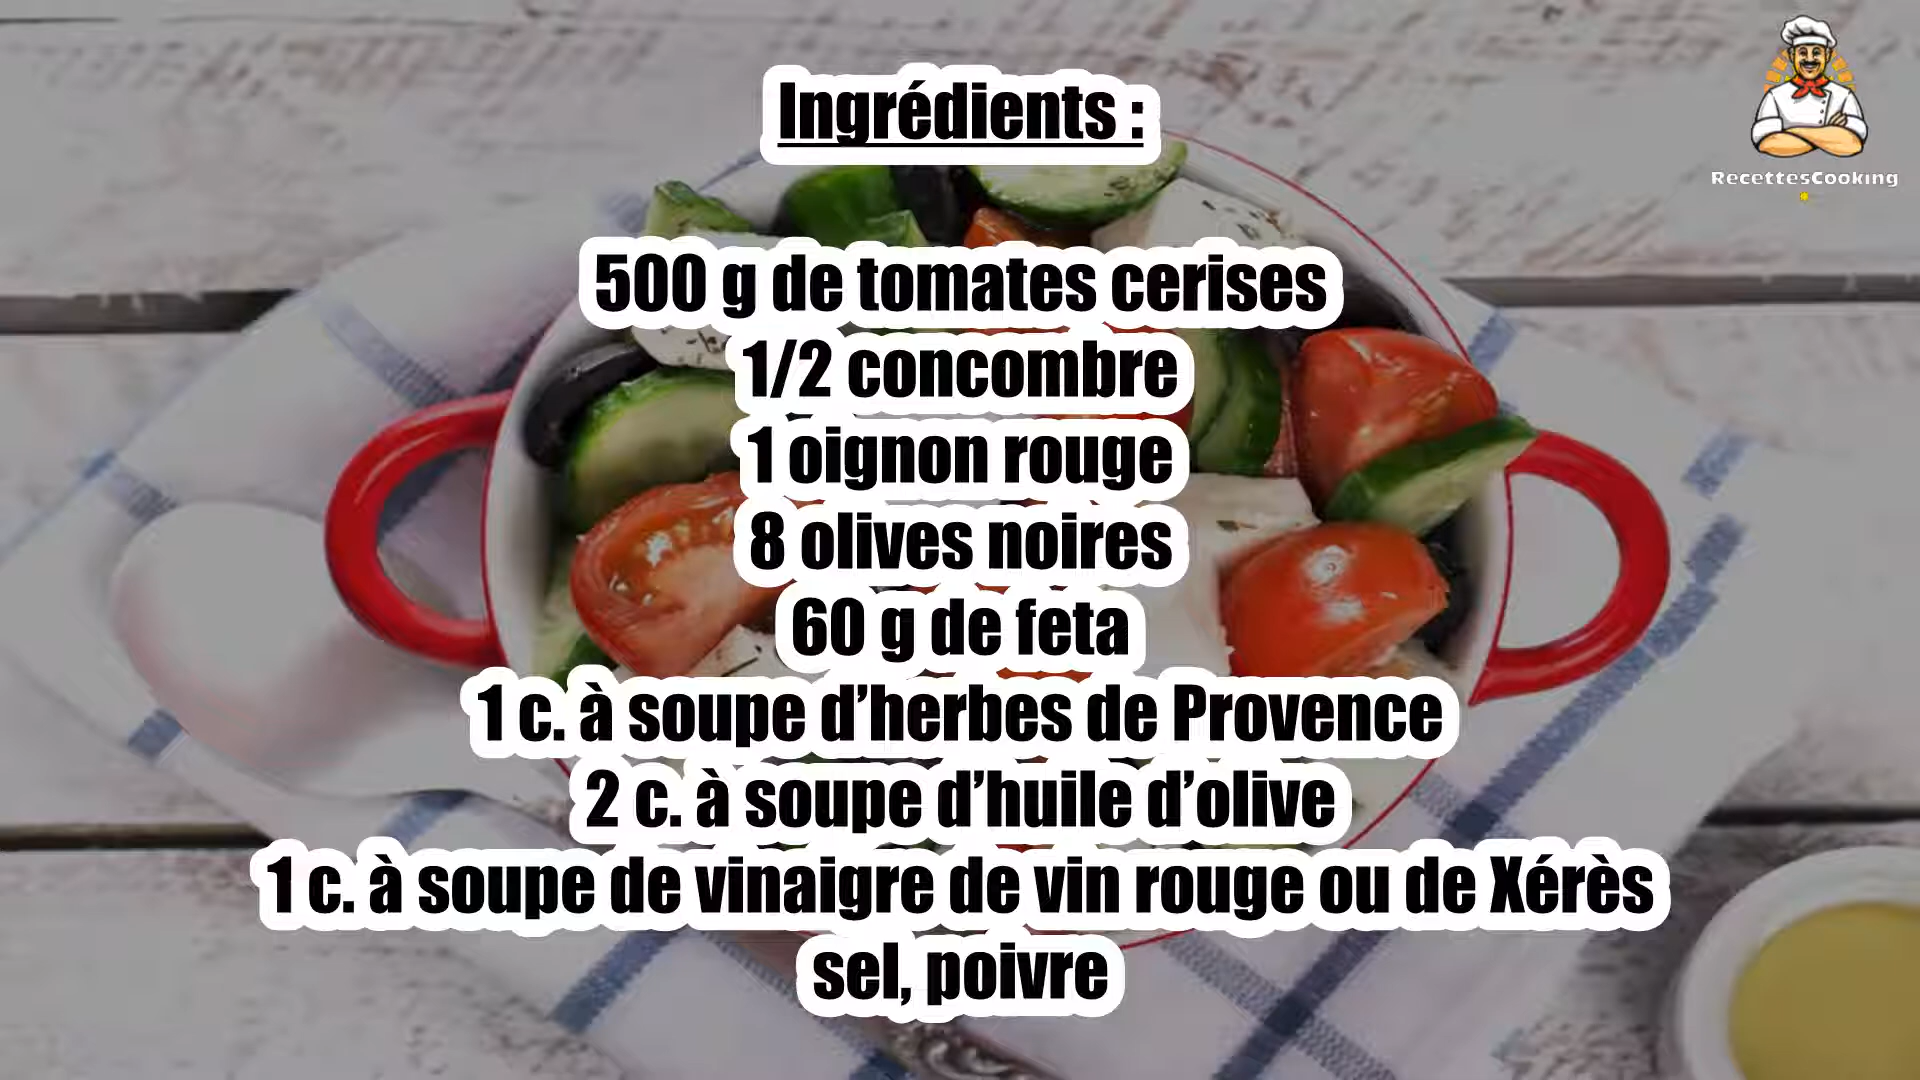 Ingrédients :
RecettesCooking
500 g de tomates cerises
1/2 concombre
1 oignon rouge
8 olives noires
60 g de feta
1 c. à soupe d’herbes de Provence
2 c. à soupe d’huile d’olive
1 c. à soupe de vinaigre de vin rouge ou de Xérès
sel, poivre